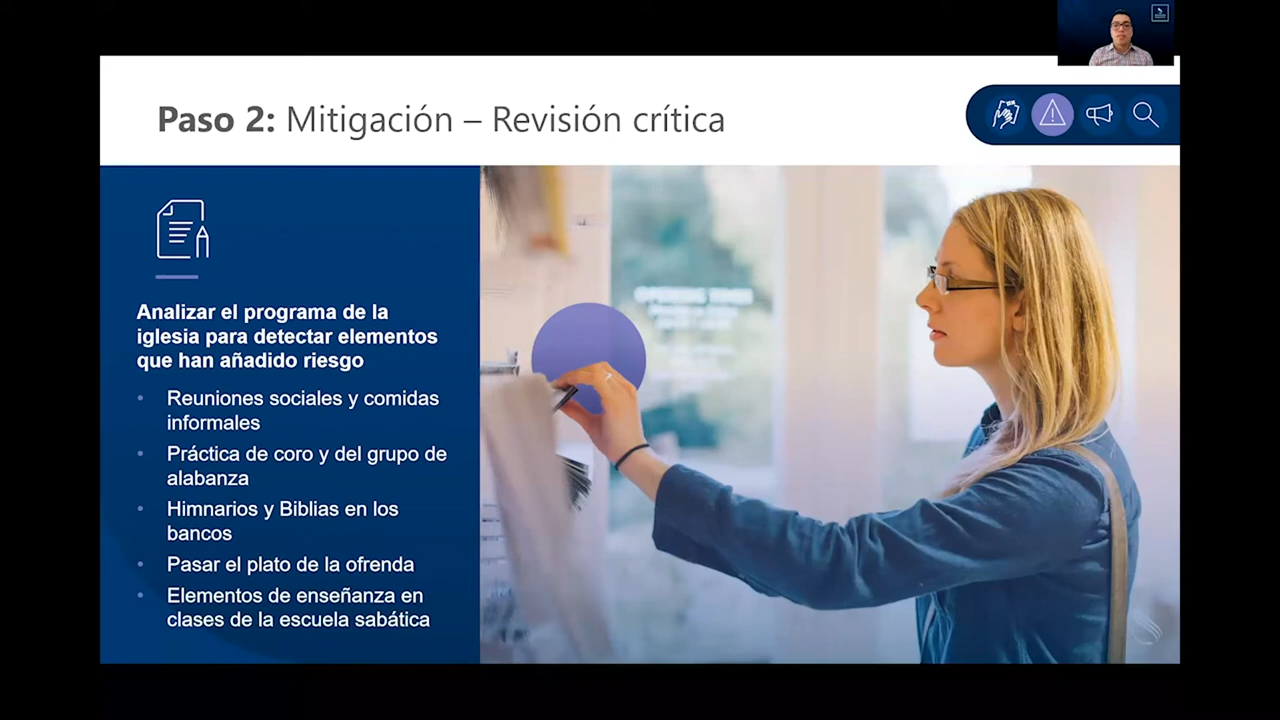 Paso 2: Mitigación – Revisión crítica
Analizar el programa de la
iglesia para detectar elementos
que han añadido riesgo
• Reuniones sociales y comidas
informales
• Práctica de coro y del grupo de
alabanza
• Himnarios y Biblias en los
bancos
• Pasar el plato de la ofrenda
• Elementos de enseñanza en
clases de la escuela sabática